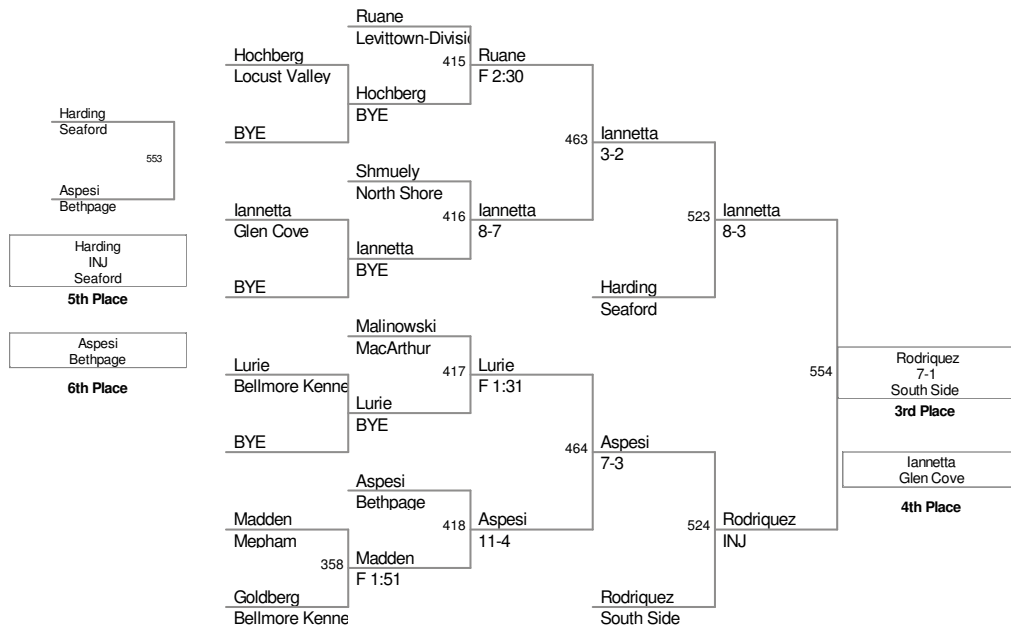 Ruane
Levittown-Divisi
Hochberg
Locust Valley
415
Ruane
F 2:30
Hochberg
BYE
BYE
Harding
Seaford
553
Aspesi
Bethpage
463
Iannetta
3-2
Shmuely
North Shore
Iannetta
Glen Cove
416
Iannetta
8-7
Iannetta
BYE
BYE
523
Iannetta
8-3
Harding
Seaford
Harding
INJ
Seaford
5th Place
Aspesi
Bethpage
6th Place
Malinowski
MacArthur
Lurie
Bellmore Kenne
417
Lurie
F 1:31
Lurie
BYE
BYE
554
Rodriquez
7-1
South Side
3rd Place
464
Aspesi
7-3
Iannetta
Glen Cove
4th Place
Aspesi
Bethpage
Madden
Mepham
418
Aspesi
11-4
358
Madden
F 1:51
Goldberg
Bellmore Kenne
524
Rodriquez
INJ
Rodriquez
South Side